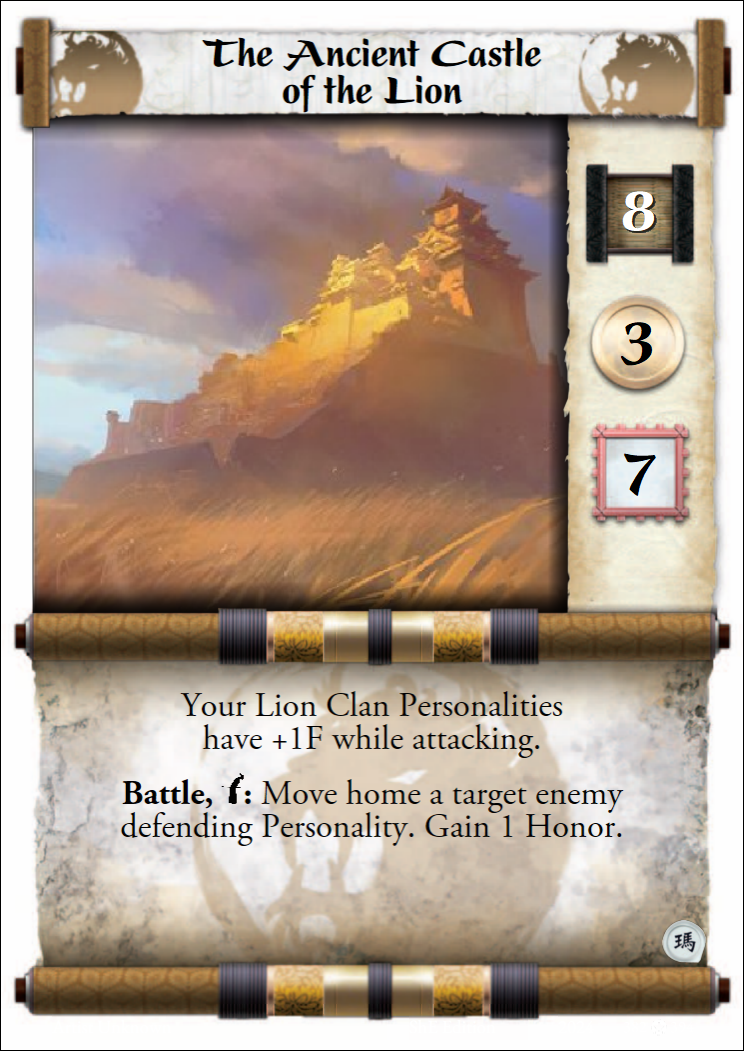 The Ancient Castle
of the Lion
8
3
7
Your Lion Clan Personalities
have +1F while attacking.
Battle, : Move home a target enemy
defending Personality. Gain 1 Honor.
瑪